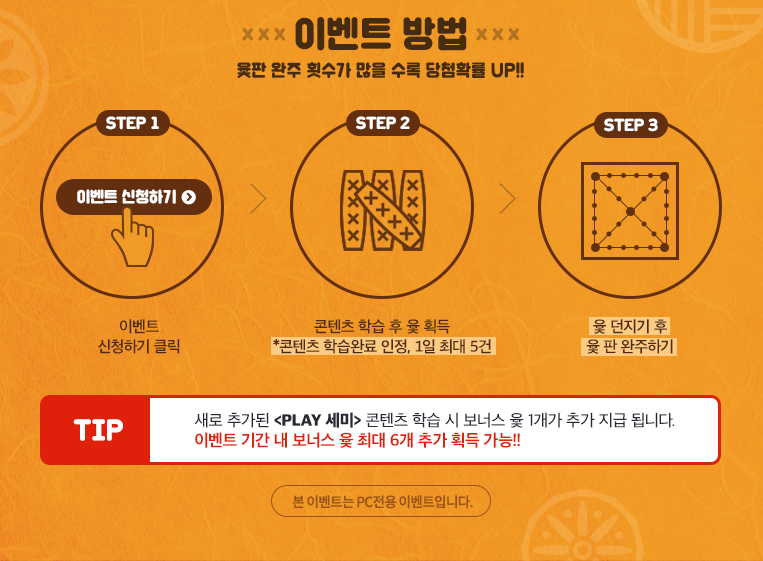 이벤트 방법
윷판 완주 횟수가 많을 수록 당첨확률 UP!!
STEP 1
STEP 2
STEP 3
이벤트 신청하기
이벤트
신청하기 클릭
콘텐츠 학습 후 윷 획득
*콘텐츠 학습완료 인정, 1일 최대 5건
윷 던지기 후
윷 판 완주하기
TIP
새로 추가된 <PLAY 세미> 콘텐츠 학습 시 보너스 윷 1개가 추가 지급 됩니다.
이벤트 기간 내 보너스 윷 최대 6개 추가 획득 가능!!
본 이벤트는 PC전용 이벤트입니다.